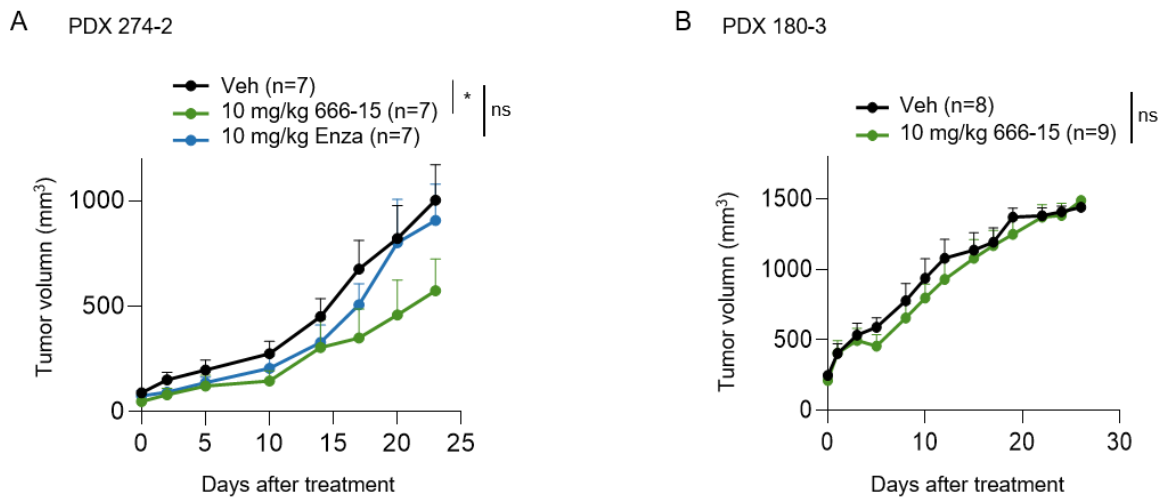 A PDX 274-2
Veh (n=7)
10 mg/kg 666-15 (n=7)
10 mg/kg Enza (n=7)
*
ns
Tumor volumn (mm³)
1000
500
0
0 5 10 15 20 25
Days after treatment
B PDX 180-3
Veh (n=8)
10 mg/kg 666-15 (n=9)
ns
Tumor volumn (mm³)
1500
1000
500
0
0 10 20 30
Days after treatment